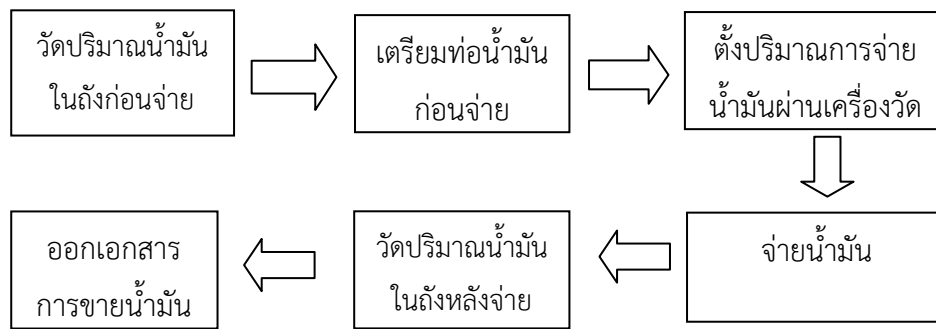 วัดปริมาณน้ำมัน
ในถังก่อนจ่าย
เตรียมท่อน้ำมัน
ก่อนจ่าย
ตั้งปริมาณการจ่าย
น้ำมันผ่านเครื่องวัด
จ่ายน้ำมัน
วัดปริมาณน้ำมัน
ในถังหลังจ่าย
ออกเอกสาร
การขายน้ำมัน